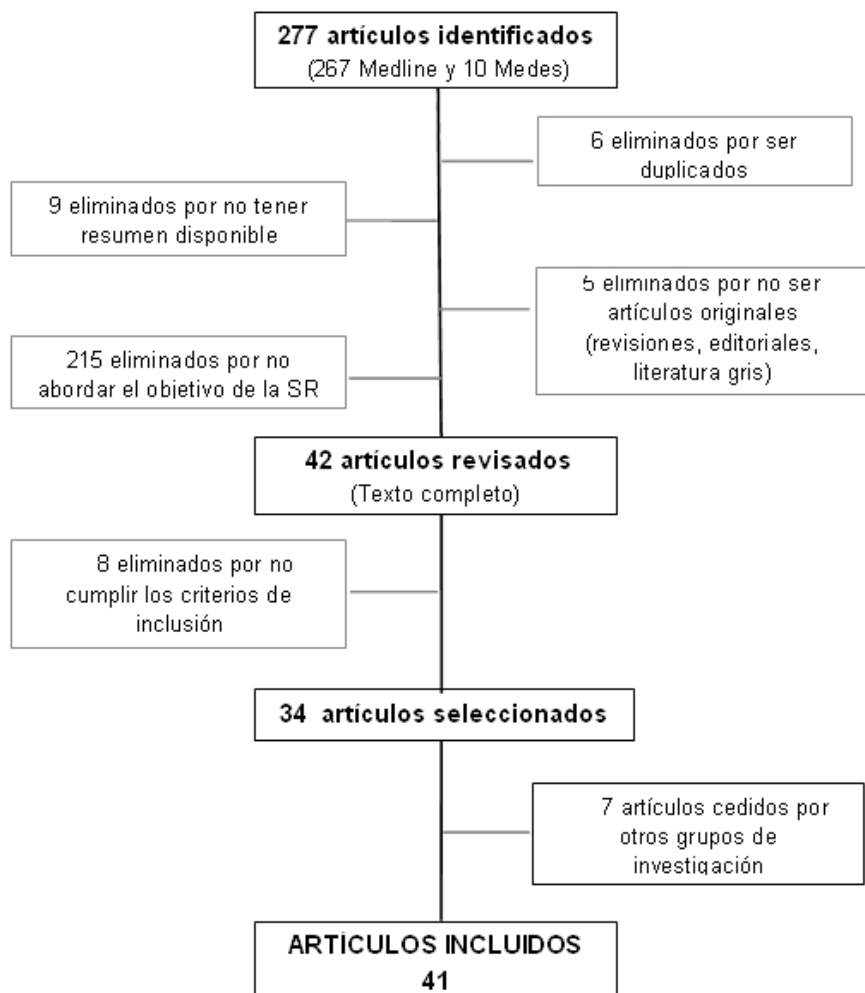 277 artículos identificados
(267 Medline y 10 Medes)
6 eliminados por ser
duplicados
9 eliminados por no tener
resumen disponible
5 eliminados por no ser
artículos originales
(revisiones, editoriales,
literatura gris)
215 eliminados por no
abordar el objetivo de la SR
42 artículos revisados
(Texto completo)
8 eliminados por no
cumplir los criterios de
inclusión
34 artículos seleccionados
7 artículos cedidos por
otros grupos de
investigación
ARTÍCULOS INCLUIDOS
41